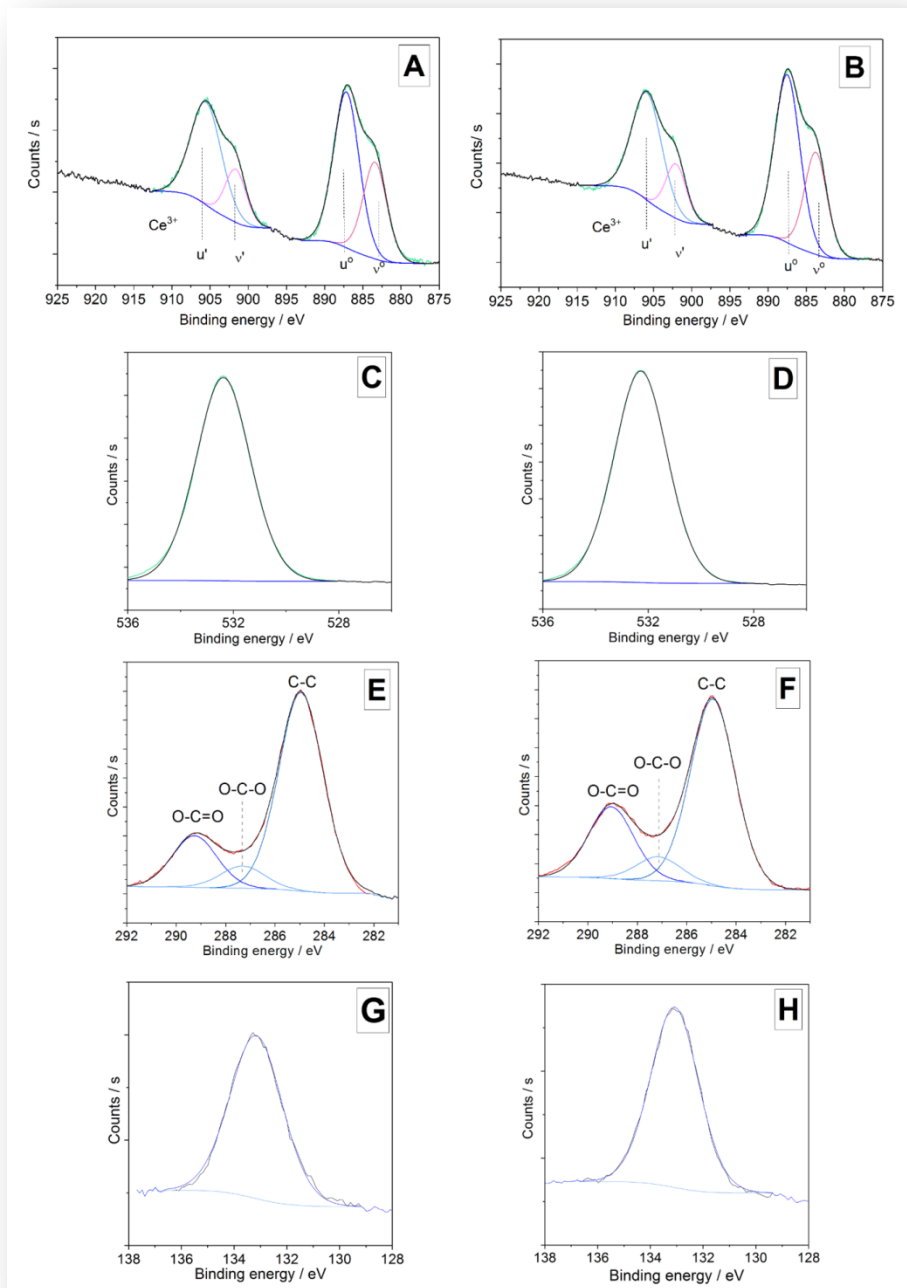 A
Counts / s
Ce³⁺
u'
ν'
u°
ν°
925 920 915 910 905 900 895 890 885 880 875
Binding energy / eV
B
Counts/ s
Ce³⁺
u'
ν'
u°
ν°
925 920 915 910 905 900 895 890 885 880 875
Binding energy / eV
C
Counts / s
536 532 528
Binding energy / eV
D
Counts / s
536 532 528
Binding energy / eV
E
C-C
O-C-O
O-C=O
Counts / s
292 290 288 286 284 282
Binding energy / eV
F
C-C
O-C-O
O-C=O
Counts / s
292 290 288 286 284 282
Binding energy / eV
G
Counts / s
138 136 134 132 130 128
Binding energy / eV
H
Counts / s
138 136 134 132 130 128
Binding energy / eV